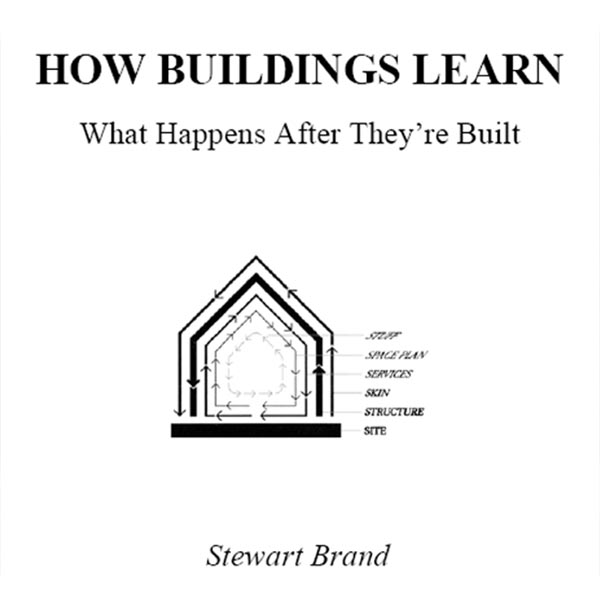 HOW BUILDINGS LEARN
What Happens After They’re Built
STUFF
SPACE PLAN
SERVICES
SKIN
STRUCTURE
SITE
Stewart Brand